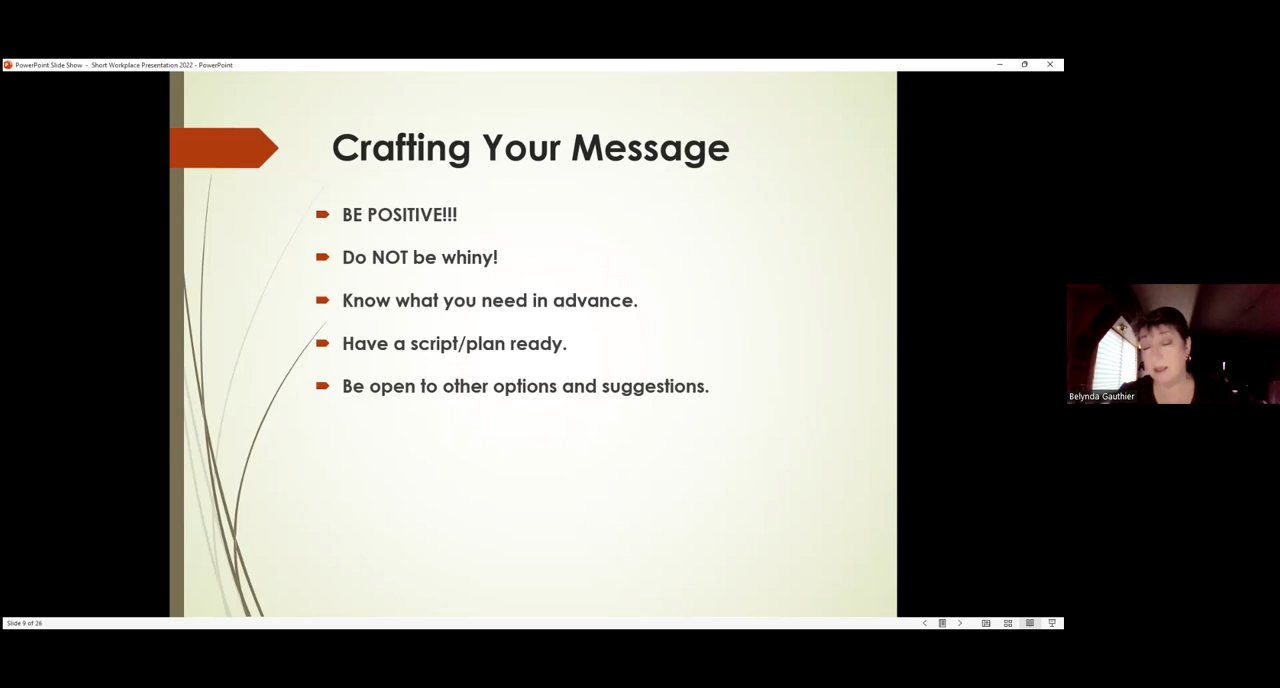 PowerPoint Slide Show - Short Workplace Presentation 2022 - PowerPoint
Crafting Your Message
BE POSITIVE!!!
Do NOT be whiny!
Know what you need in advance.
Have a script/plan ready.
Be open to other options and suggestions.
Belynda Gauthier
Slide 9 of 26